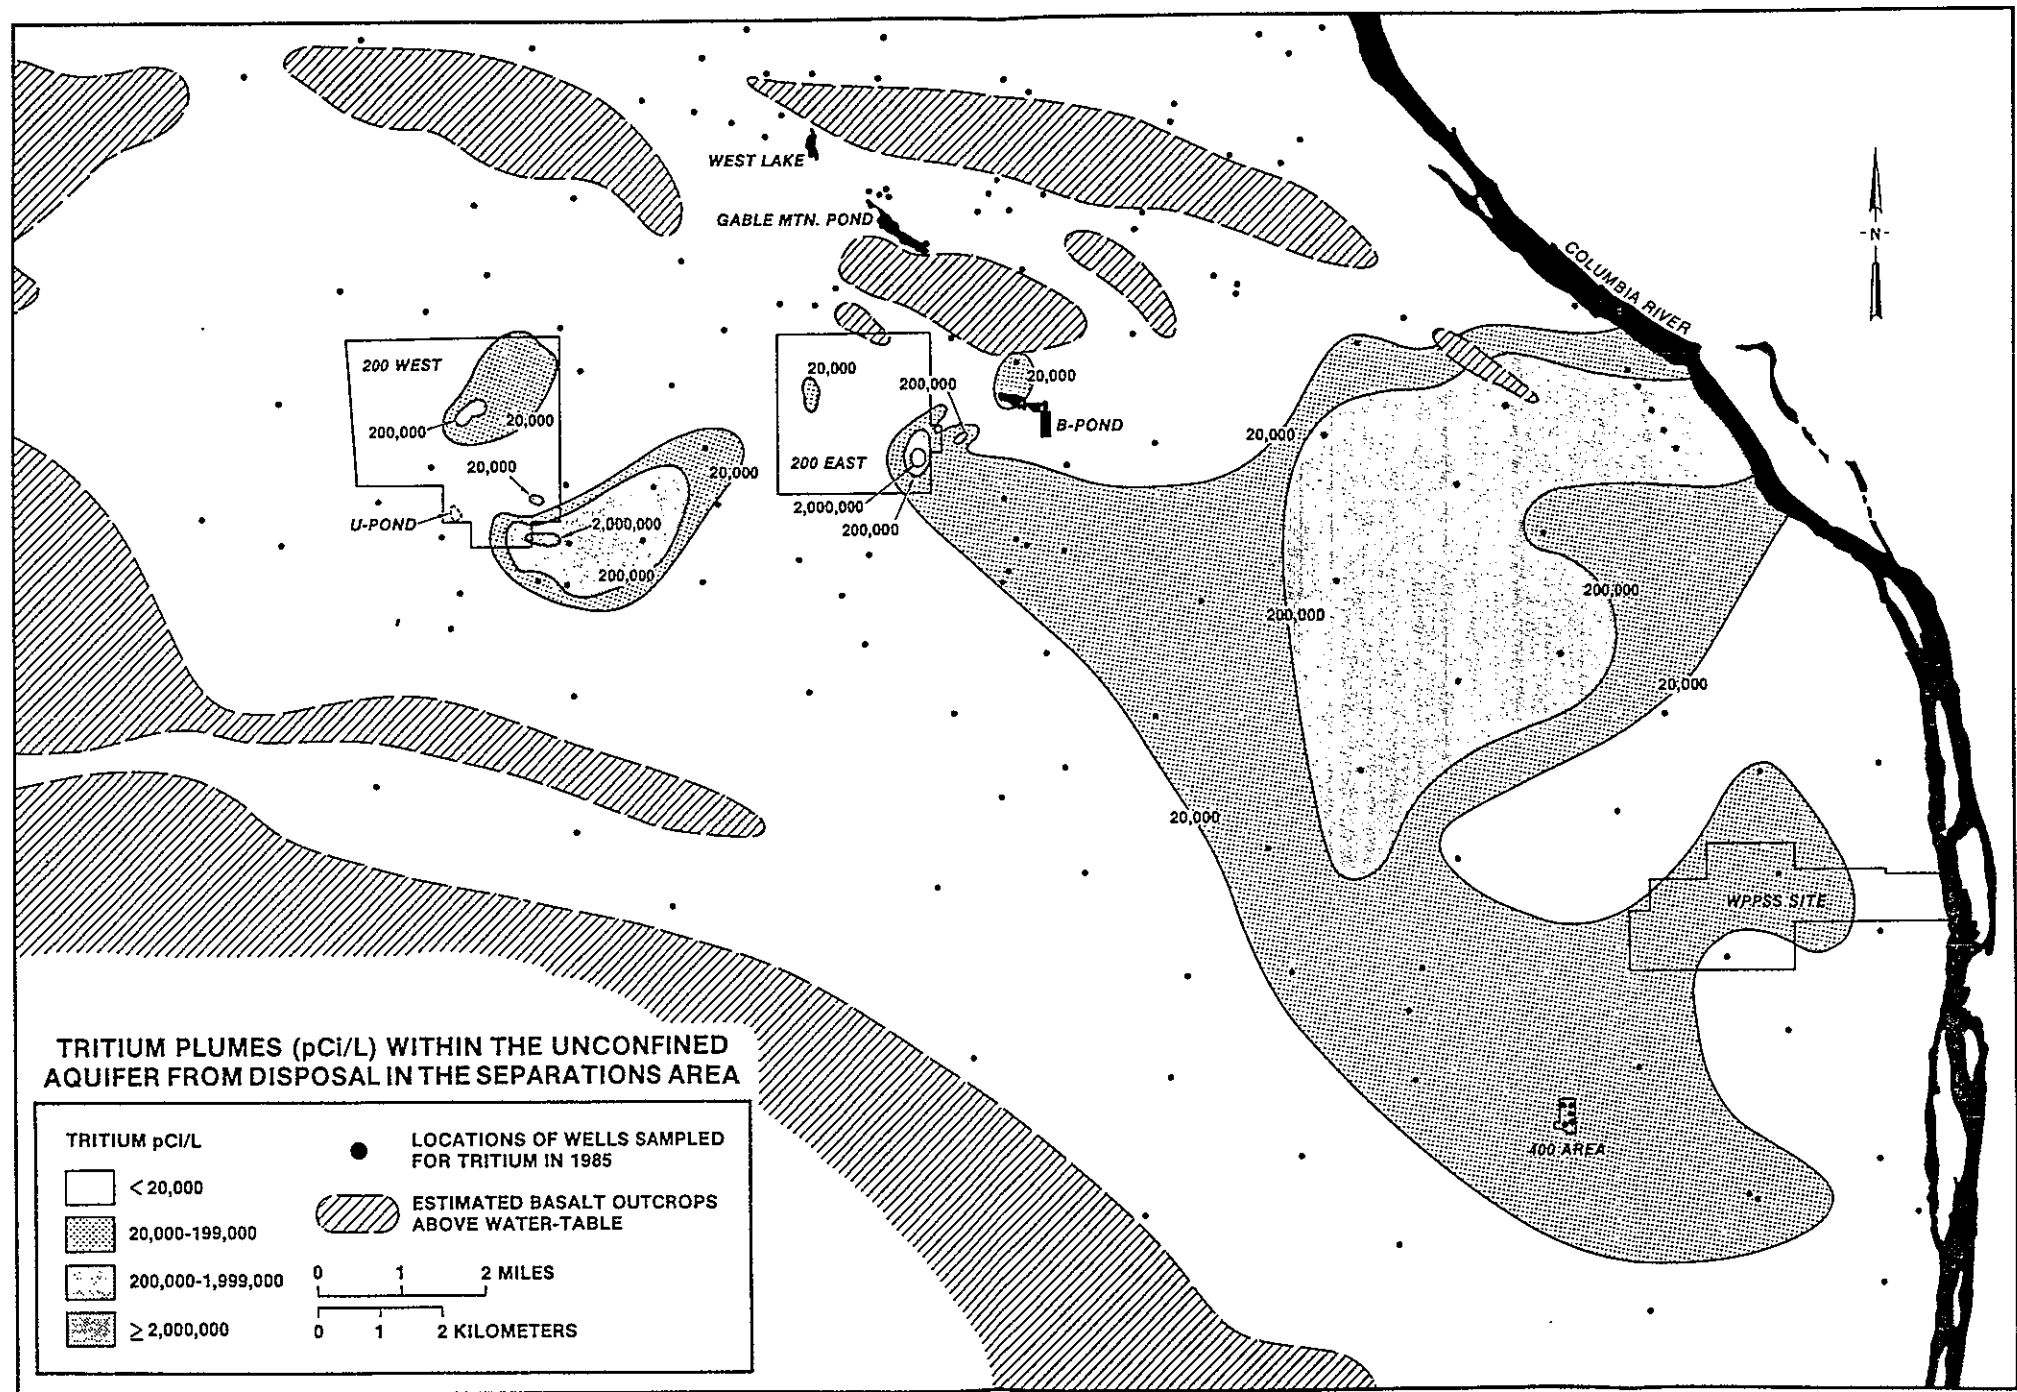 WEST LAKE
GABLE MTN. POND
COLUMBIA RIVER
-N-
200 WEST
200,000
20,000
20,000
U-POND
2,000,000
200,000
20,000
20,000
200,000
20,000
B-POND
200 EAST
2,000,000
200,000
20,000
200,000
200,000
20,000
20,000
WPPSS SITE
400 AREA
TRITIUM PLUMES (pCi/L) WITHIN THE UNCONFINED
AQUIFER FROM DISPOSAL IN THE SEPARATIONS AREA
TRITIUM pCi/L
< 20,000
20,000-199,000
200,000-1,999,000
≥ 2,000,000
LOCATIONS OF WELLS SAMPLED
FOR TRITIUM IN 1985
ESTIMATED BASALT OUTCROPS
ABOVE WATER-TABLE
0 1 2 MILES
0 1 2 KILOMETERS